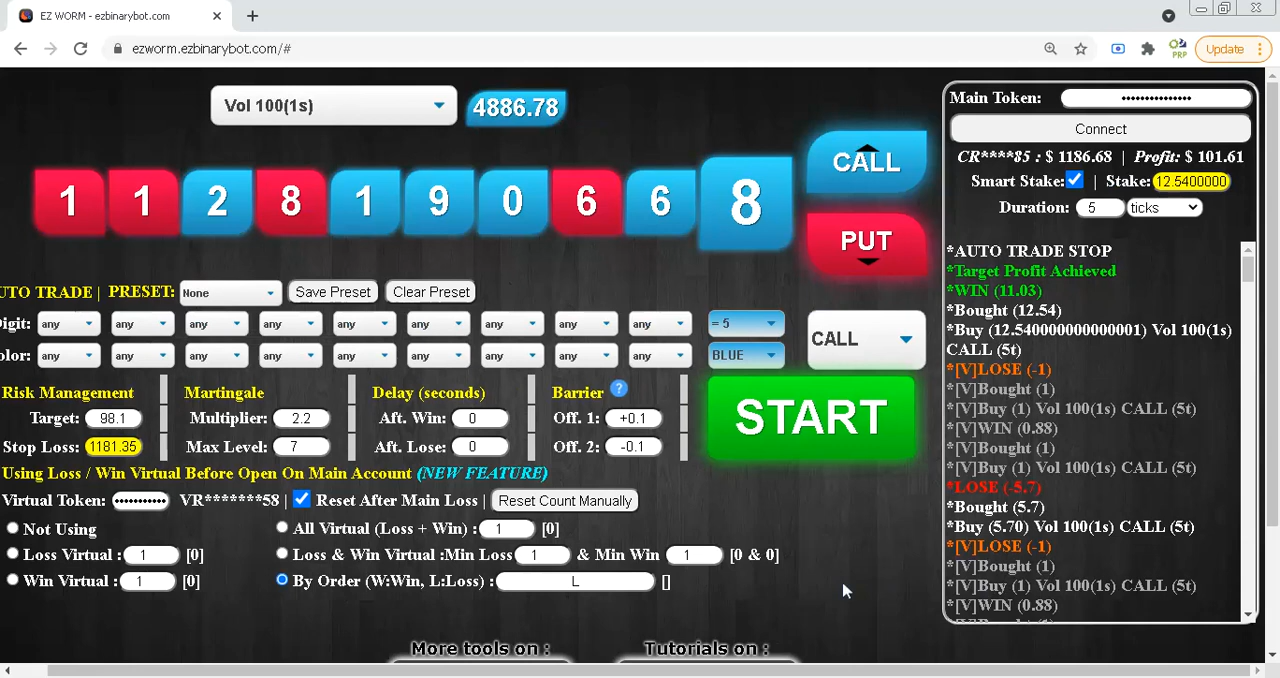 EZ WORM - ezbinarybot.com
ezworm.ezbinarybot.com/#
PRP
Update
Vol 100(1s)
4886.78
1 1 2 8 1 9 0 6 6 8
CALL
PUT
UTO TRADE | PRESET: None Save Preset Clear Preset
Digit: any any any any any any any any any = 5
CALL
olor: any any any any any any any any any BLUE
Risk Management Martingale Delay (seconds) Barrier ?
Target: 98.1 Multiplier: 2.2 Aft. Win: 0 Off. 1: +0.1
START
Stop Loss: 1181.35 Max Level: 7 Aft. Lose: 0 Off. 2: -0.1
Using Loss / Win Virtual Before Open On Main Account (NEW FEATURE)
Virtual Token: ••••••••••• VR*******58 | Reset After Main Loss | Reset Count Manually
Not Using All Virtual (Loss + Win) : 1 [0]
Loss Virtual : 1 [0] Loss & Win Virtual :Min Loss 1 & Min Win 1 [0 & 0]
Win Virtual : 1 [0] By Order (W:Win, L:Loss) : L []
More tools on : Tutorials on :
Main Token: •••••••••••••••
Connect
CR****85 : $ 1186.68 | Profit: $ 101.61
Smart Stake: | Stake: 12.5400000
Duration: 5 ticks
*AUTO TRADE STOP
*Target Profit Achieved
*WIN (11.03)
*Bought (12.54)
*Buy (12.540000000000001) Vol 100(1s)
CALL (5t)
*[V]LOSE (-1)
*[V]Bought (1)
*[V]Buy (1) Vol 100(1s) CALL (5t)
*[V]WIN (0.88)
*[V]Bought (1)
*[V]Buy (1) Vol 100(1s) CALL (5t)
*LOSE (-5.7)
*Bought (5.7)
*Buy (5.70) Vol 100(1s) CALL (5t)
*[V]LOSE (-1)
*[V]Bought (1)
*[V]Buy (1) Vol 100(1s) CALL (5t)
*[V]WIN (0.88)